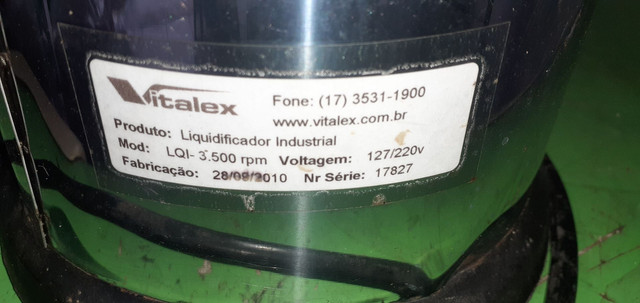 Vitalex
Fone: (17) 3531-1900
www.vitalex.com.br
Produto: Liquidificador Industrial
Mod: LQI- 3.500 rpm Voltagem: 127/220v
Fabricação: 28/09/2010 Nr Série: 17827